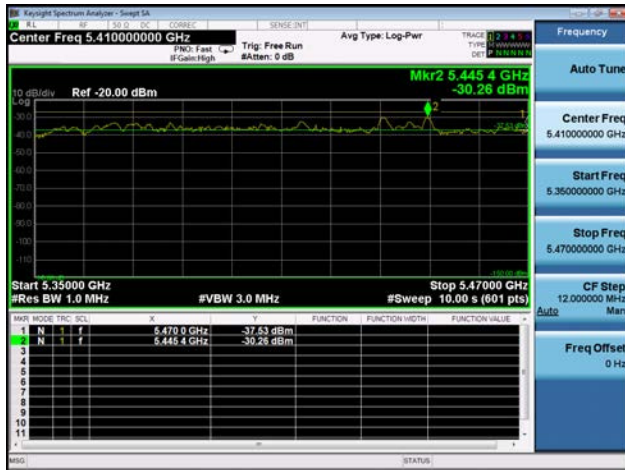 Keysight Spectrum Analyzer - Swept SA
RL RF 50 Ω DC CORREC SENSE:INT
Center Freq 5.410000000 GHz
PNO: Fast
IFGain:High
Trig: Free Run
#Atten: 0 dB
Avg Type: Log-Pwr
TRACE 1 2 3 4 5 6
TYPE
DET P N N N N N
Mkr2 5.445 4 GHz
-30.26 dBm
10 dB/div Ref -20.00 dBm
Log
2
1
-37.53 dBm
-30.0
-40.0
-60.0
-70.0
-80.0
-90.0
-100
-110
Start 5.35000 GHz
Stop 5.47000 GHz
#Res BW 1.0 MHz
#VBW 3.0 MHz
#Sweep 10.00 s (601 pts)
MKR MODE TRC SCL X Y FUNCTION FUNCTION WIDTH FUNCTION VALUE
1 N 1 f 5.470 0 GHz -37.53 dBm
2 N 1 f 5.445 4 GHz -30.26 dBm
3
4
5
6
7
8
9
10
11
MSG STATUS
Frequency
Auto Tune
Center Freq
5.410000000 GHz
Start Freq
5.350000000 GHz
Stop Freq
5.470000000 GHz
CF Step
12.000000 MHz
Auto Man
Freq Offset
0 Hz